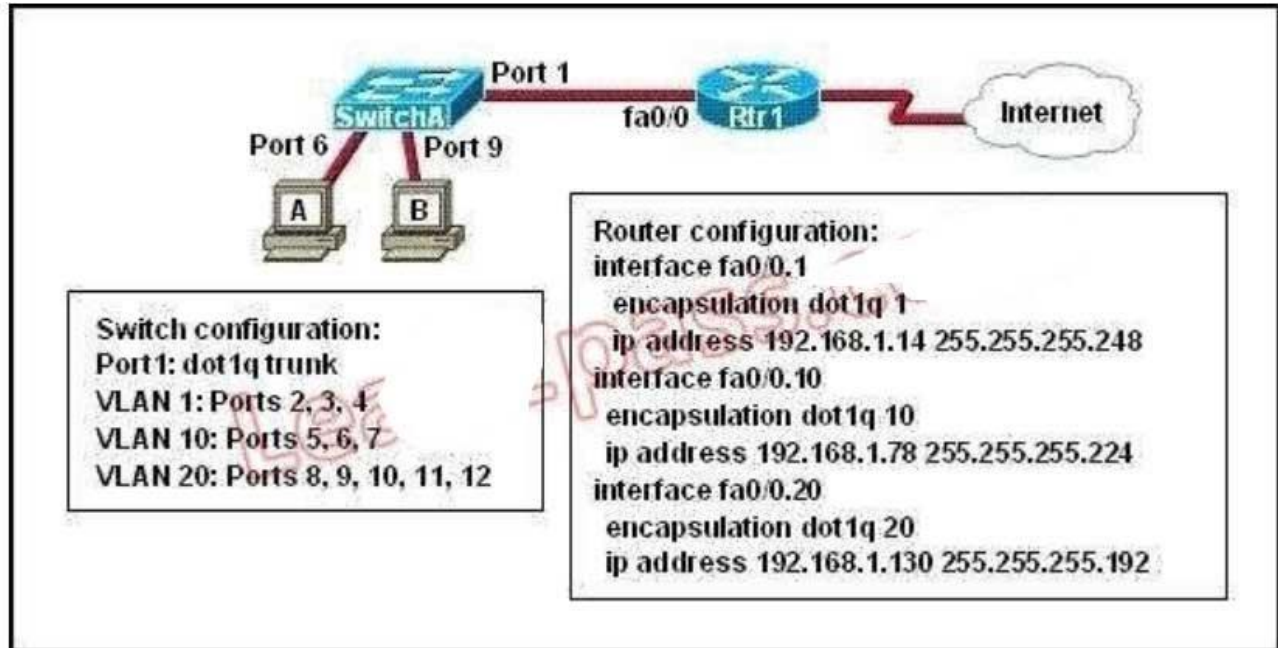 Port 1
SwitchA
fa0/0
Rtr1
Internet
Port 6
Port 9
A
B
Switch configuration:
Port1: dot1q trunk
VLAN 1: Ports 2, 3, 4
VLAN 10: Ports 5, 6, 7
VLAN 20: Ports 8, 9, 10, 11, 12
Router configuration:
interface fa0/0.1
encapsulation dot1q 1
ip address 192.168.1.14 255.255.255.248
interface fa0/0.10
encapsulation dot1q 10
ip address 192.168.1.78 255.255.255.224
interface fa0/0.20
encapsulation dot1q 20
ip address 192.168.1.130 255.255.255.192